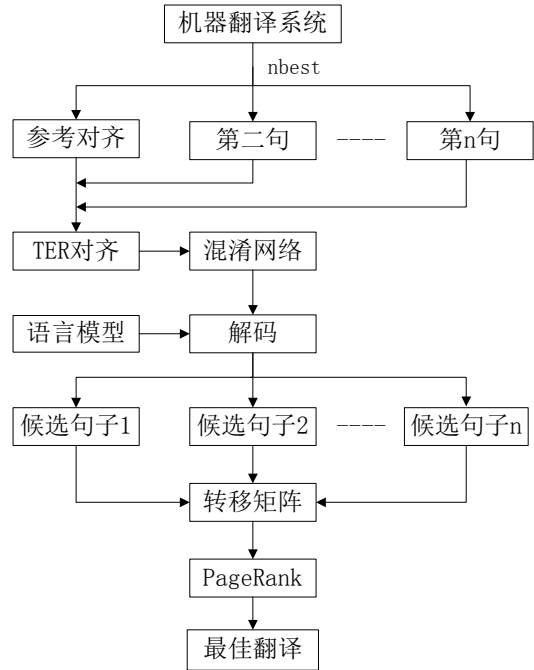 机器翻译系统
nbest
参考对齐 第二句 ---- 第n句
TER对齐 混淆网络
语言模型 解码
候选句子1 候选句子2 ---- 候选句子n
转移矩阵
PageRank
最佳翻译